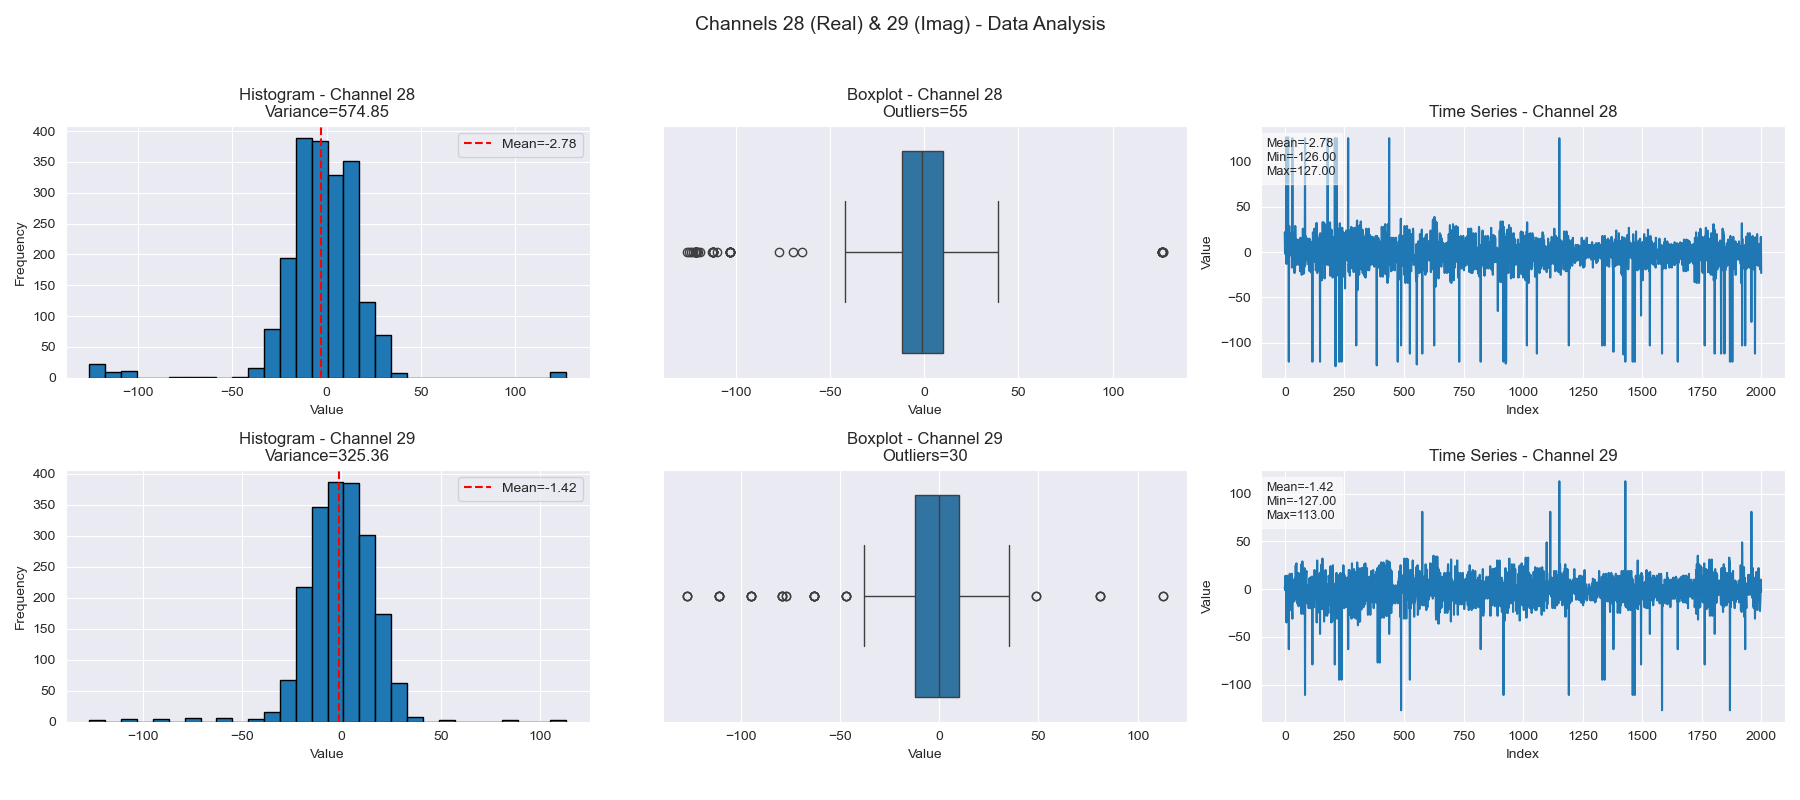 Channels 28 (Real) & 29 (Imag) - Data Analysis
Histogram - Channel 28
Variance=574.85
Mean=-2.78
400
350
300
250
200
150
100
50
0
Frequency
−100 −50 0 50 100
Value
Boxplot - Channel 28
Outliers=55
−100 −50 0 50 100
Value
Time Series - Channel 28
Mean=-2.78
Min=-126.00
Max=127.00
100
50
0
−50
−100
Value
0 250 500 750 1000 1250 1500 1750 2000
Index
Histogram - Channel 29
Variance=325.36
Mean=-1.42
400
350
300
250
200
150
100
50
0
Frequency
−100 −50 0 50 100
Value
Boxplot - Channel 29
Outliers=30
−100 −50 0 50 100
Value
Time Series - Channel 29
Mean=-1.42
Min=-127.00
Max=113.00
100
50
0
−50
−100
Value
0 250 500 750 1000 1250 1500 1750 2000
Index